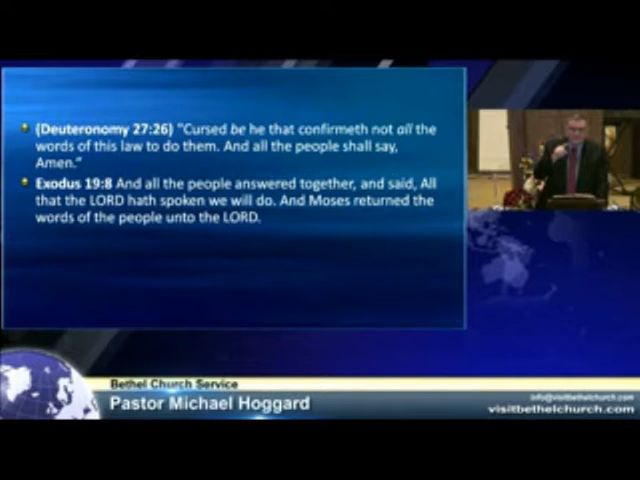 (Deuteronomy 27:26) "Cursed be he that confirmeth not all the
words of this law to do them. And all the people shall say,
Amen."
Exodus 19:8 And all the people answered together, and said, All
that the LORD hath spoken we will do. And Moses returned the
words of the people unto the LORD.
Bethel Church Service
Pastor Michael Hoggard
info@visitbethelchurch.com
visitbethelchurch.com